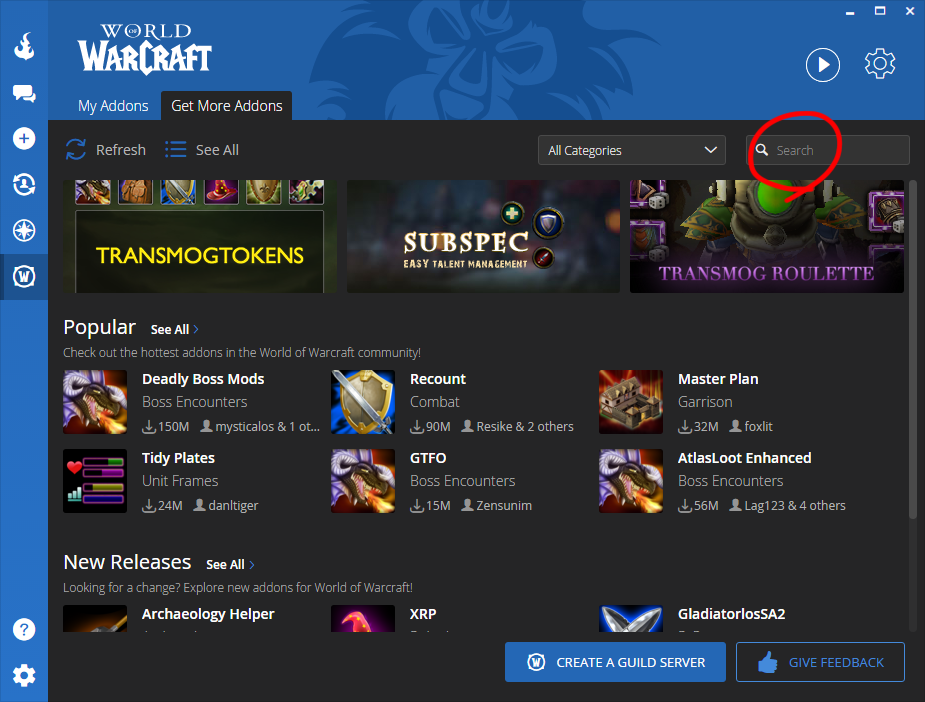 WORLD OF WARCRAFT
My Addons
Get More Addons
Refresh
See All
All Categories
Search
TRANSMOGTOKENS
SUBSPEC
EASY TALENT MANAGEMENT
TRANSMOG ROULETTE
Popular See All
Check out the hottest addons in the World of Warcraft community!
Deadly Boss Mods
Boss Encounters
150M mysticalos & 1 ot...
Recount
Combat
90M Resike & 2 others
Master Plan
Garrison
32M foxlit
Tidy Plates
Unit Frames
24M danltiger
GTFO
Boss Encounters
15M Zensunim
AtlasLoot Enhanced
Boss Encounters
56M Lag123 & 4 others
New Releases See All
Looking for a change? Explore new addons for World of Warcraft!
Archaeology Helper
XRP
GladiatorlosSA2
CREATE A GUILD SERVER
GIVE FEEDBACK